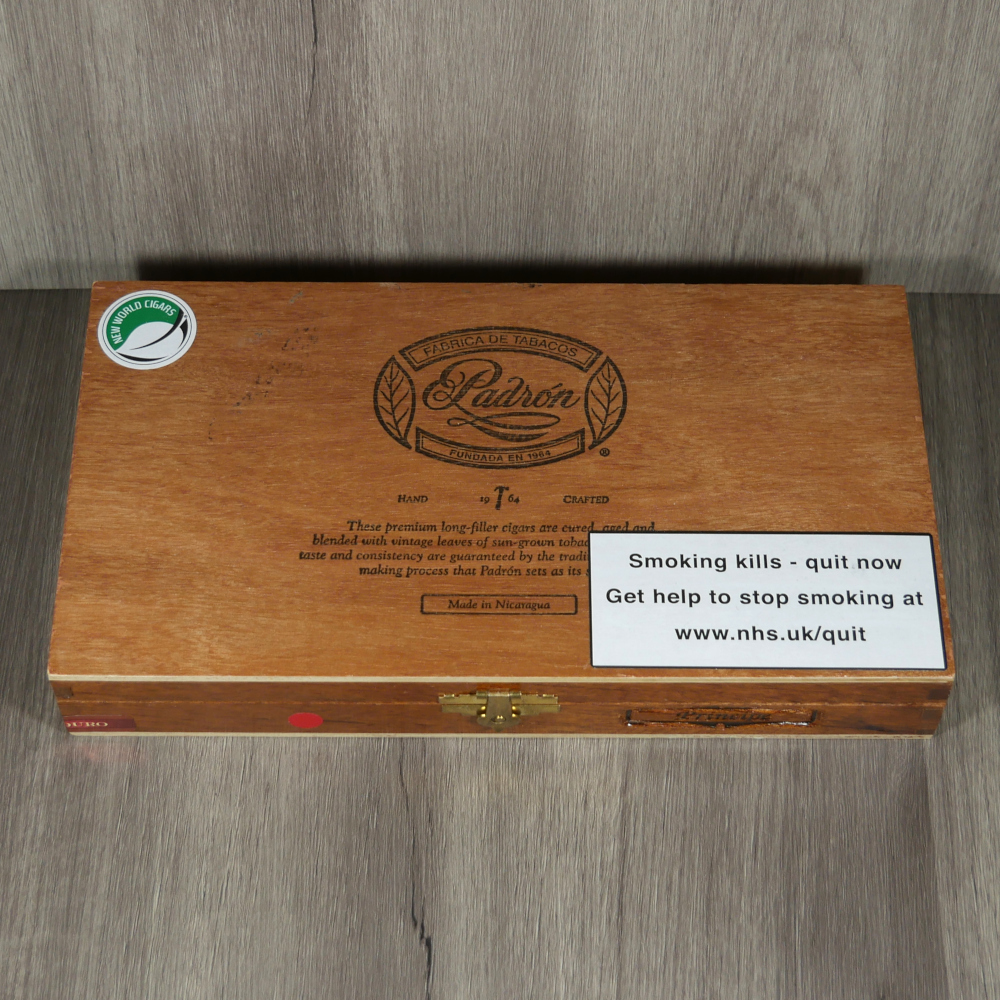 NEW WORLD CIGARS
FABRICA DE TABACOS
Padrón
FUNDADA EN 1964
®
HAND 19 64 CRAFTED
These premium long-filler cigars are cured, aged and
blended with vintage leaves of sun-grown
taste and consistency are guaranteed by the
making process that Padrón sets as its
Made in Nicaragua
Smoking kills - quit now
Get help to stop smoking at
www.nhs.uk/quit
Principe